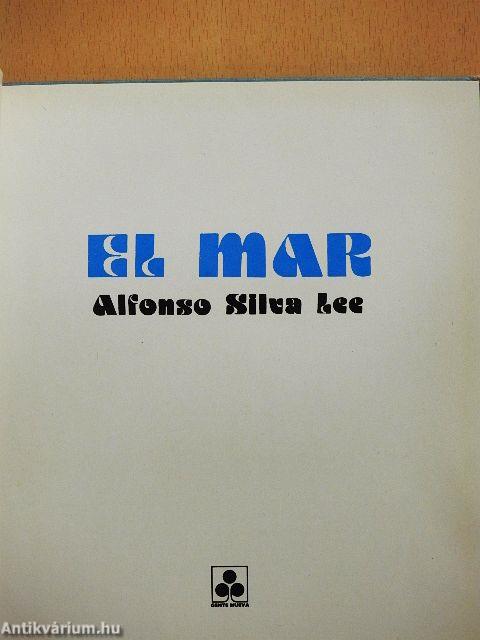 EL MAR
Alfonso Silva Lee
GENTE NUEVA
Antikvárium.hu